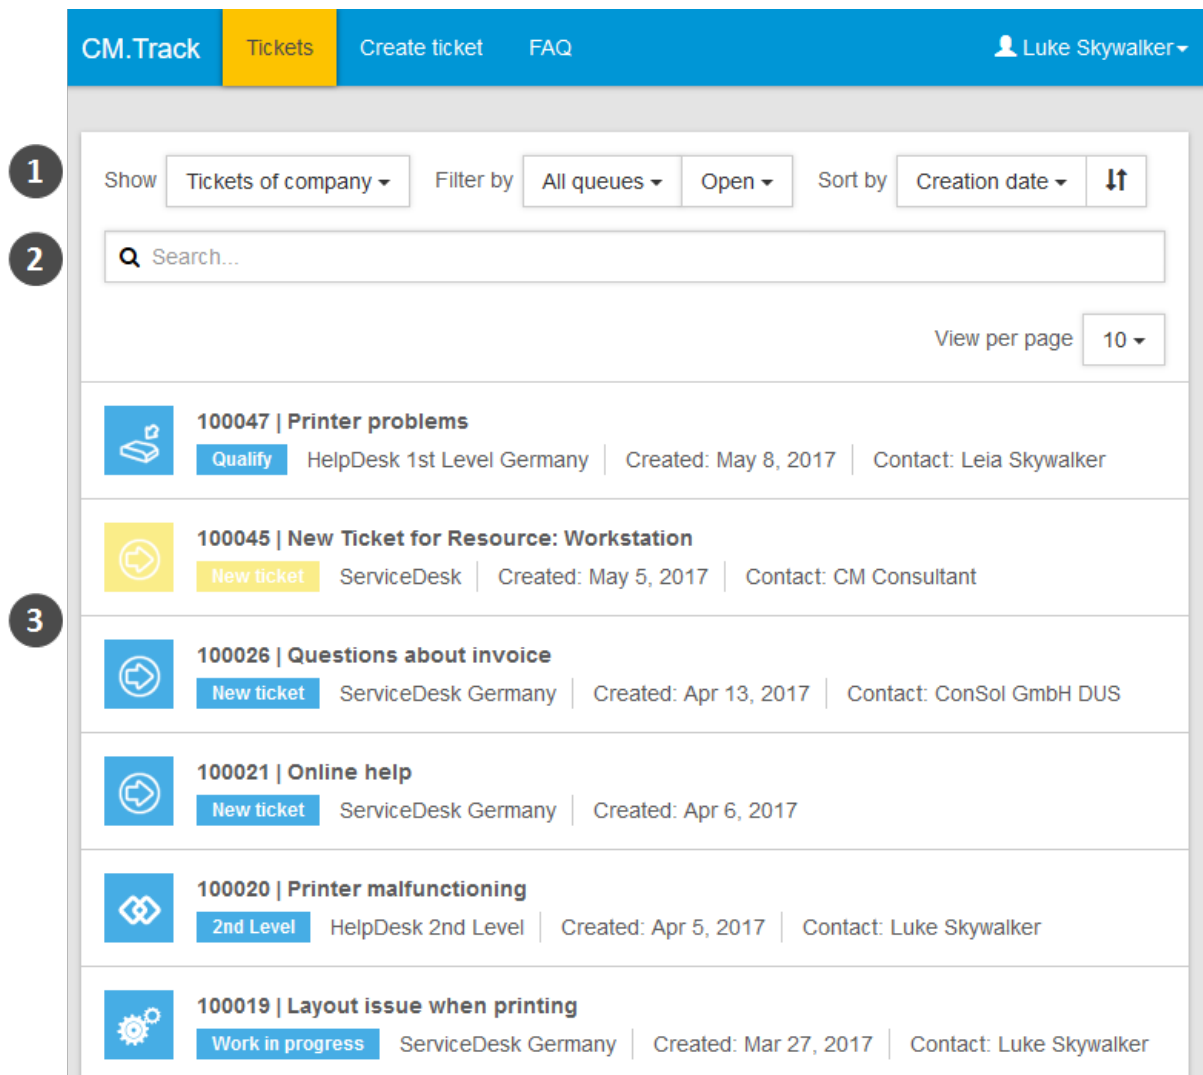 CM.Track Tickets Create ticket FAQ Luke Skywalker
1 Show Tickets of company Filter by All queues Open Sort by Creation date
2 Search...
View per page 10
100047 | Printer problems
Qualify HelpDesk 1st Level Germany Created: May 8, 2017 Contact: Leia Skywalker
100045 | New Ticket for Resource: Workstation
New ticket ServiceDesk Created: May 5, 2017 Contact: CM Consultant
3
100026 | Questions about invoice
New ticket ServiceDesk Germany Created: Apr 13, 2017 Contact: ConSol GmbH DUS
100021 | Online help
New ticket ServiceDesk Germany Created: Apr 6, 2017
100020 | Printer malfunctioning
2nd Level HelpDesk 2nd Level Created: Apr 5, 2017 Contact: Luke Skywalker
100019 | Layout issue when printing
Work in progress ServiceDesk Germany Created: Mar 27, 2017 Contact: Luke Skywalker